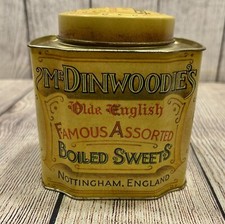 McDinwoodie's
Olde English
Famous Assorted
Boiled Sweets
Nottingham, England